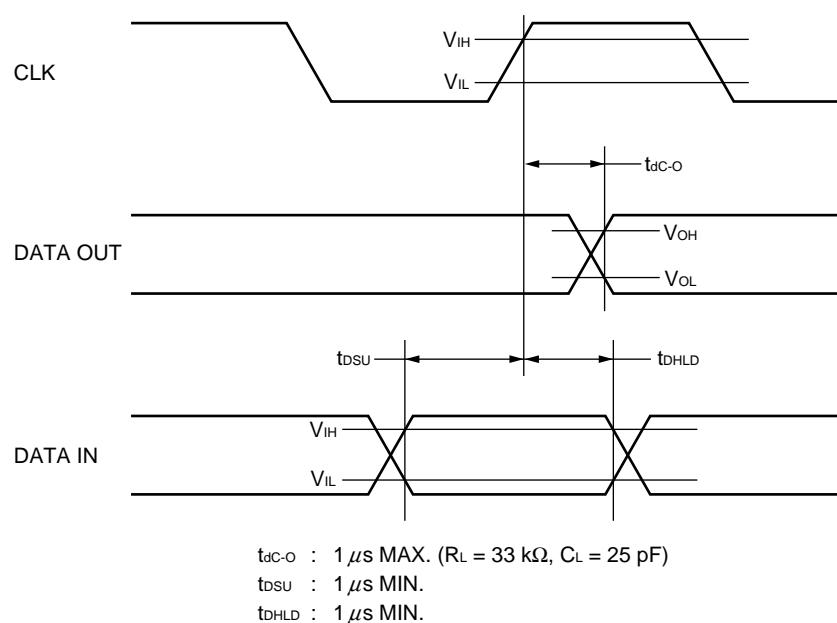 VIH
CLK
VIL
tdC-O
VOH
DATA OUT
VOL
tDSU
tDHLD
VIH
DATA IN
VIL
tdC-O : 1 μs MAX. (RL = 33 kΩ, CL = 25 pF)
tDSU : 1 μs MIN.
tDHLD : 1 μs MIN.